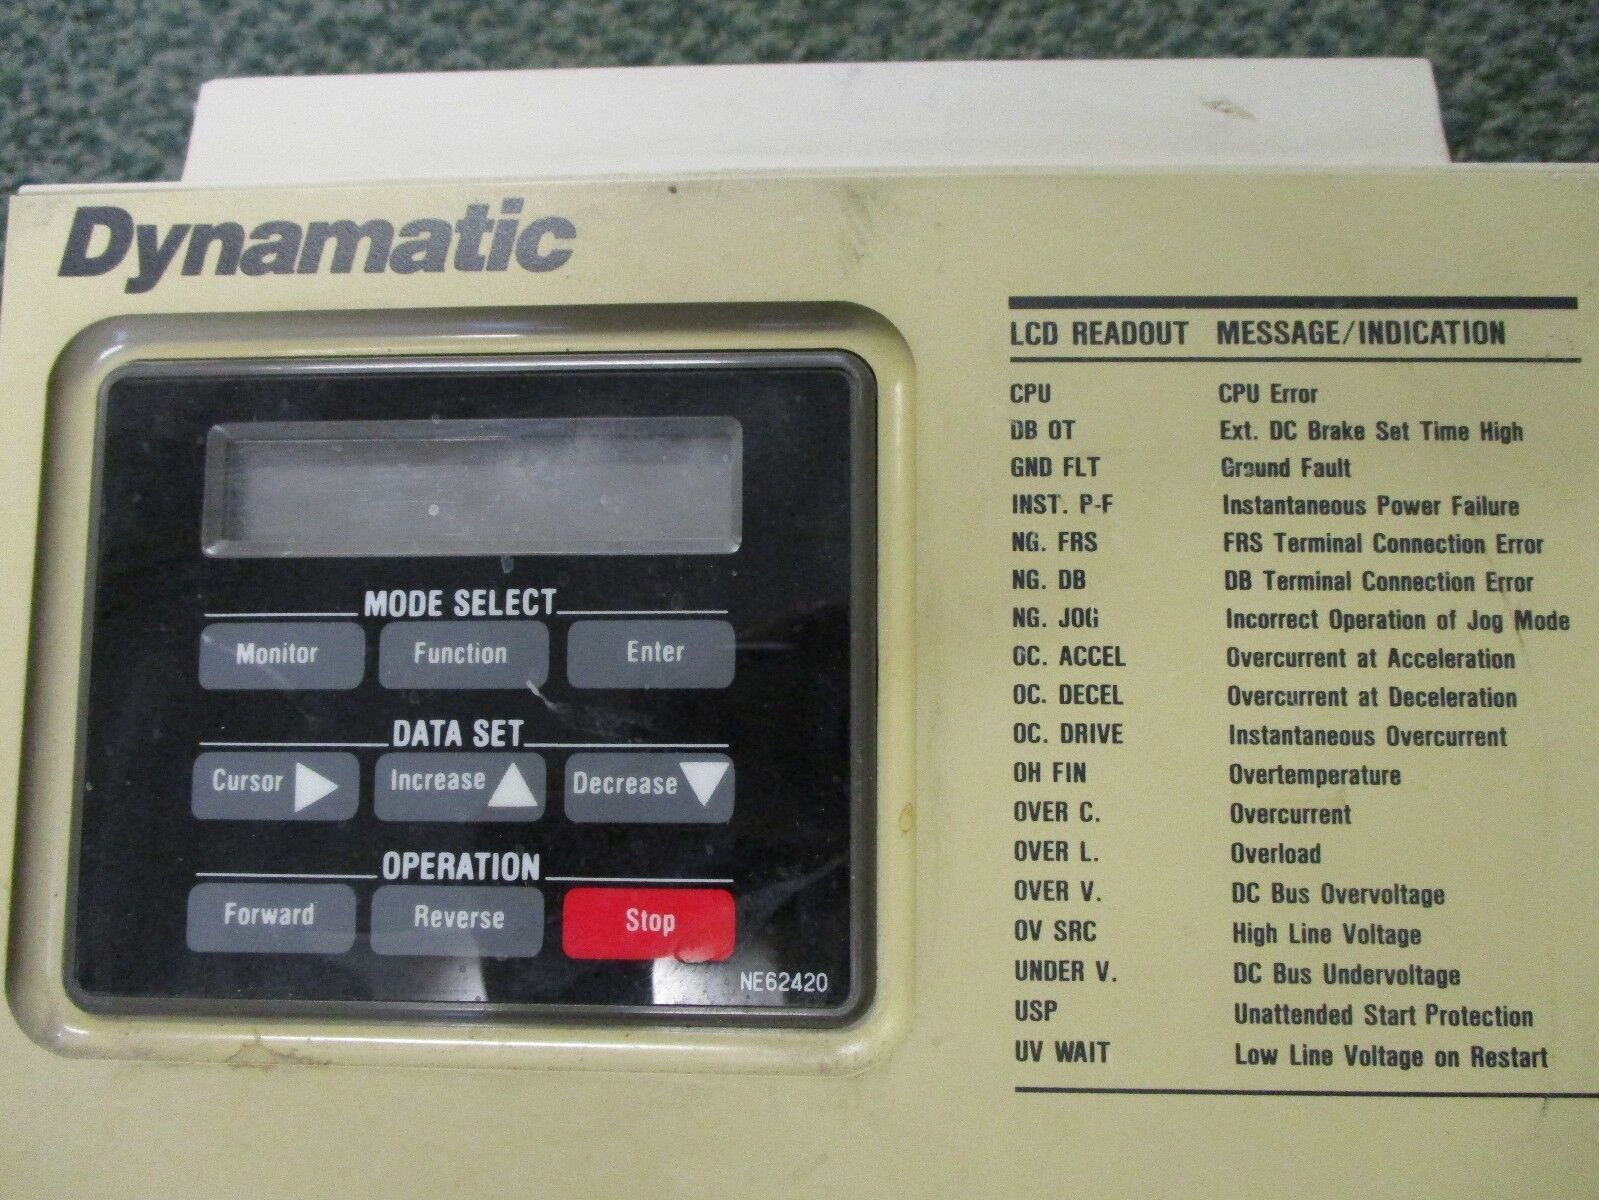 Dynamatic
MODE SELECT
Monitor Function Enter
DATA SET
Cursor Increase Decrease
OPERATION
Forward Reverse Stop
NE62420
LCD READOUT MESSAGE/INDICATION
CPU CPU Error
DB OT Ext. DC Brake Set Time High
GND FLT Ground Fault
INST. P-F Instantaneous Power Failure
NG. FRS FRS Terminal Connection Error
NG. DB DB Terminal Connection Error
NG. JOG Incorrect Operation of Jog Mode
OC. ACCEL Overcurrent at Acceleration
OC. DECEL Overcurrent at Deceleration
OC. DRIVE Instantaneous Overcurrent
OH FIN Overtemperature
OVER C. Overcurrent
OVER L. Overload
OVER V. DC Bus Overvoltage
OV SRC High Line Voltage
UNDER V. DC Bus Undervoltage
USP Unattended Start Protection
UV WAIT Low Line Voltage on Restart